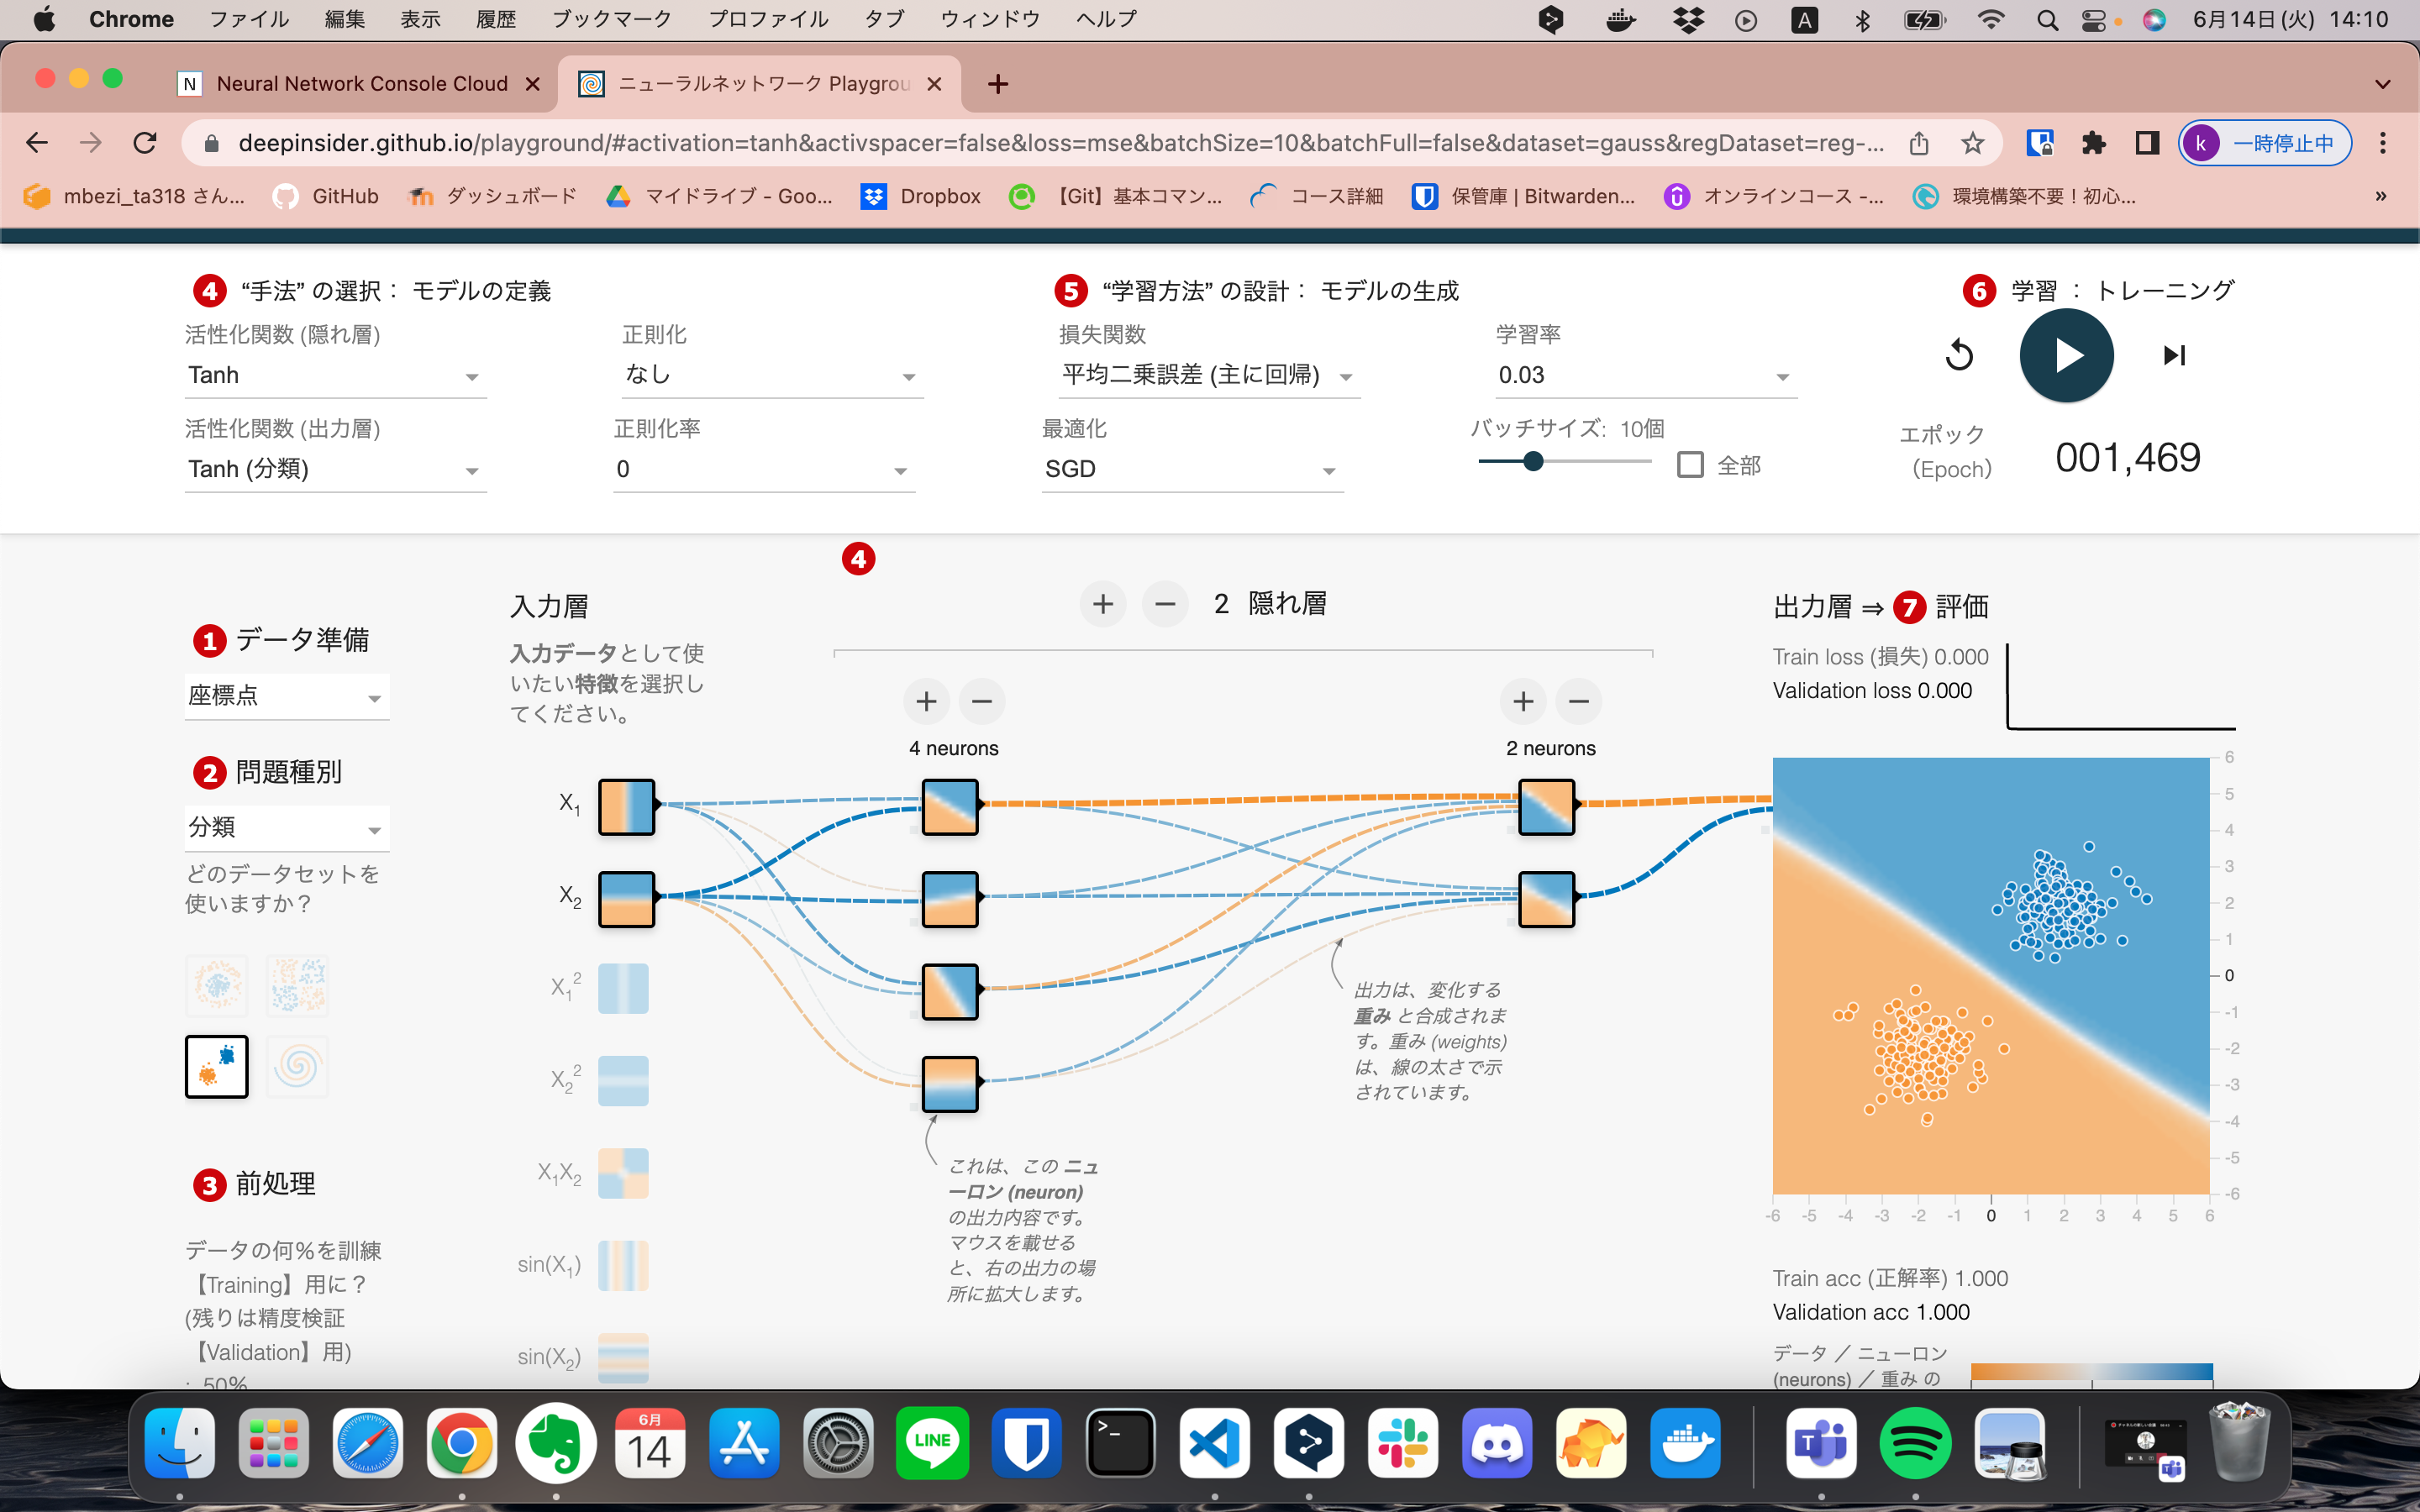 Chrome ファイル 編集 表示 履歴 ブックマーク プロファイル タブ ウィンドウ ヘルプ A 6月14日(火) 14:10
N Neural Network Console Cloud ニューラルネットワーク Playgrou
deepinsider.github.io/playground/#activation=tanh&activspacer=false&loss=mse&batchSize=10&batchFull=false&dataset=gauss&regDataset=reg-... k 一時停止中
mbezi_ta318 さん... GitHub ダッシュボード マイドライブ - Goo... Dropbox 【Git】基本コマン... コース詳細 保管庫 | Bitwarden... オンラインコース -... 環境構築不要!初心... »
4 “手法” の選択: モデルの定義
5 “学習方法” の設計: モデルの生成
6 学習 : トレーニング
活性化関数 (隠れ層) 正則化 損失関数 学習率
Tanh なし 平均二乗誤差 (主に回帰) 0.03
活性化関数 (出力層) 正則化率 最適化 バッチサイズ: 10個
Tanh (分類) 0 SGD 全部
エポック
(Epoch)
001,469
4
1 データ準備
座標点
2 問題種別
分類
どのデータセットを
使いますか?
3 前処理
データの何%を訓練
【Training】用に?
(残りは精度検証
【Validation】用)
: 50%
入力層
入力データとして使
いたい特徴を選択し
てください。
X1
X2
X1²
X2²
X1X2
sin(X1)
sin(X2)
+ − 2 隠れ層
+ −
4 neurons
+ −
2 neurons
出力は、変化する
重み と合成されま
す。重み (weights)
は、線の太さで示
されています。
これは、この ニュ
ーロン (neuron)
の出力内容です。
マウスを載せる
と、右の出力の場
所に拡大します。
出力層 ⇒ 7 評価
Train loss (損失) 0.000
Validation loss 0.000
6
5
4
3
2
1
0
-1
-2
-3
-4
-5
-6
-6 -5 -4 -3 -2 -1 0 1 2 3 4 5 6
Train acc (正解率) 1.000
Validation acc 1.000
データ / ニューロン
(neurons) / 重み の
6月
14
LINE